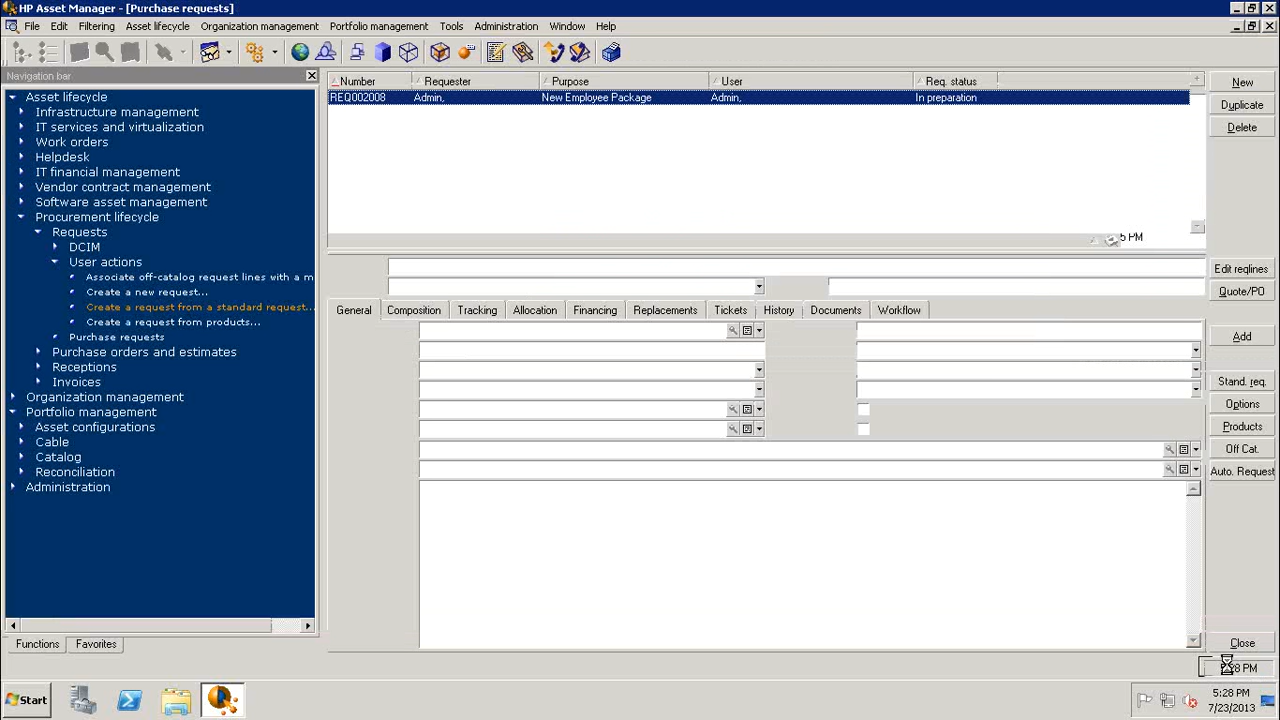 HP Asset Manager - [Purchase requests]
File Edit Filtering Asset lifecycle Organization management Portfolio management Tools Administration Window Help
Navigation bar
Asset lifecycle
Infrastructure management
IT services and virtualization
Work orders
Helpdesk
IT financial management
Vendor contract management
Software asset management
Procurement lifecycle
Requests
DCIM
User actions
Associate off-catalog request lines with a m
Create a new request...
Create a request from a standard request...
Create a request from products...
Purchase requests
Purchase orders and estimates
Receptions
Invoices
Organization management
Portfolio management
Asset configurations
Cable
Catalog
Reconciliation
Administration
Functions Favorites
Number Requester Purpose User Req. status
REQ002008 Admin, New Employee Package Admin, In preparation
5 PM
General Composition Tracking Allocation Financing Replacements Tickets History Documents Workflow
New
Duplicate
Delete
Edit reqlines
Quote/PO
Add
Stand. req.
Options
Products
Off Cat.
Auto. Request
Close
:28 PM
Start
5:28 PM
7/23/2013